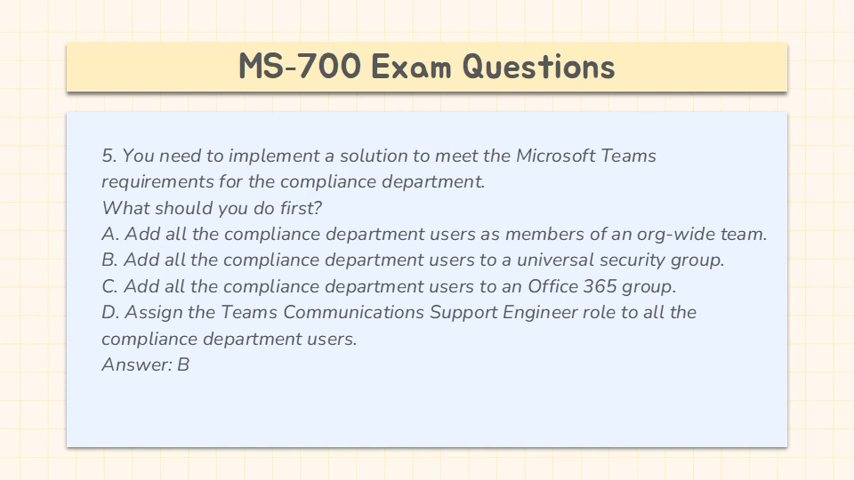 MS-700 Exam Questions
5. You need to implement a solution to meet the Microsoft Teams
requirements for the compliance department.
What should you do first?
A. Add all the compliance department users as members of an org-wide team.
B. Add all the compliance department users to a universal security group.
C. Add all the compliance department users to an Office 365 group.
D. Assign the Teams Communications Support Engineer role to all the
compliance department users.
Answer: B